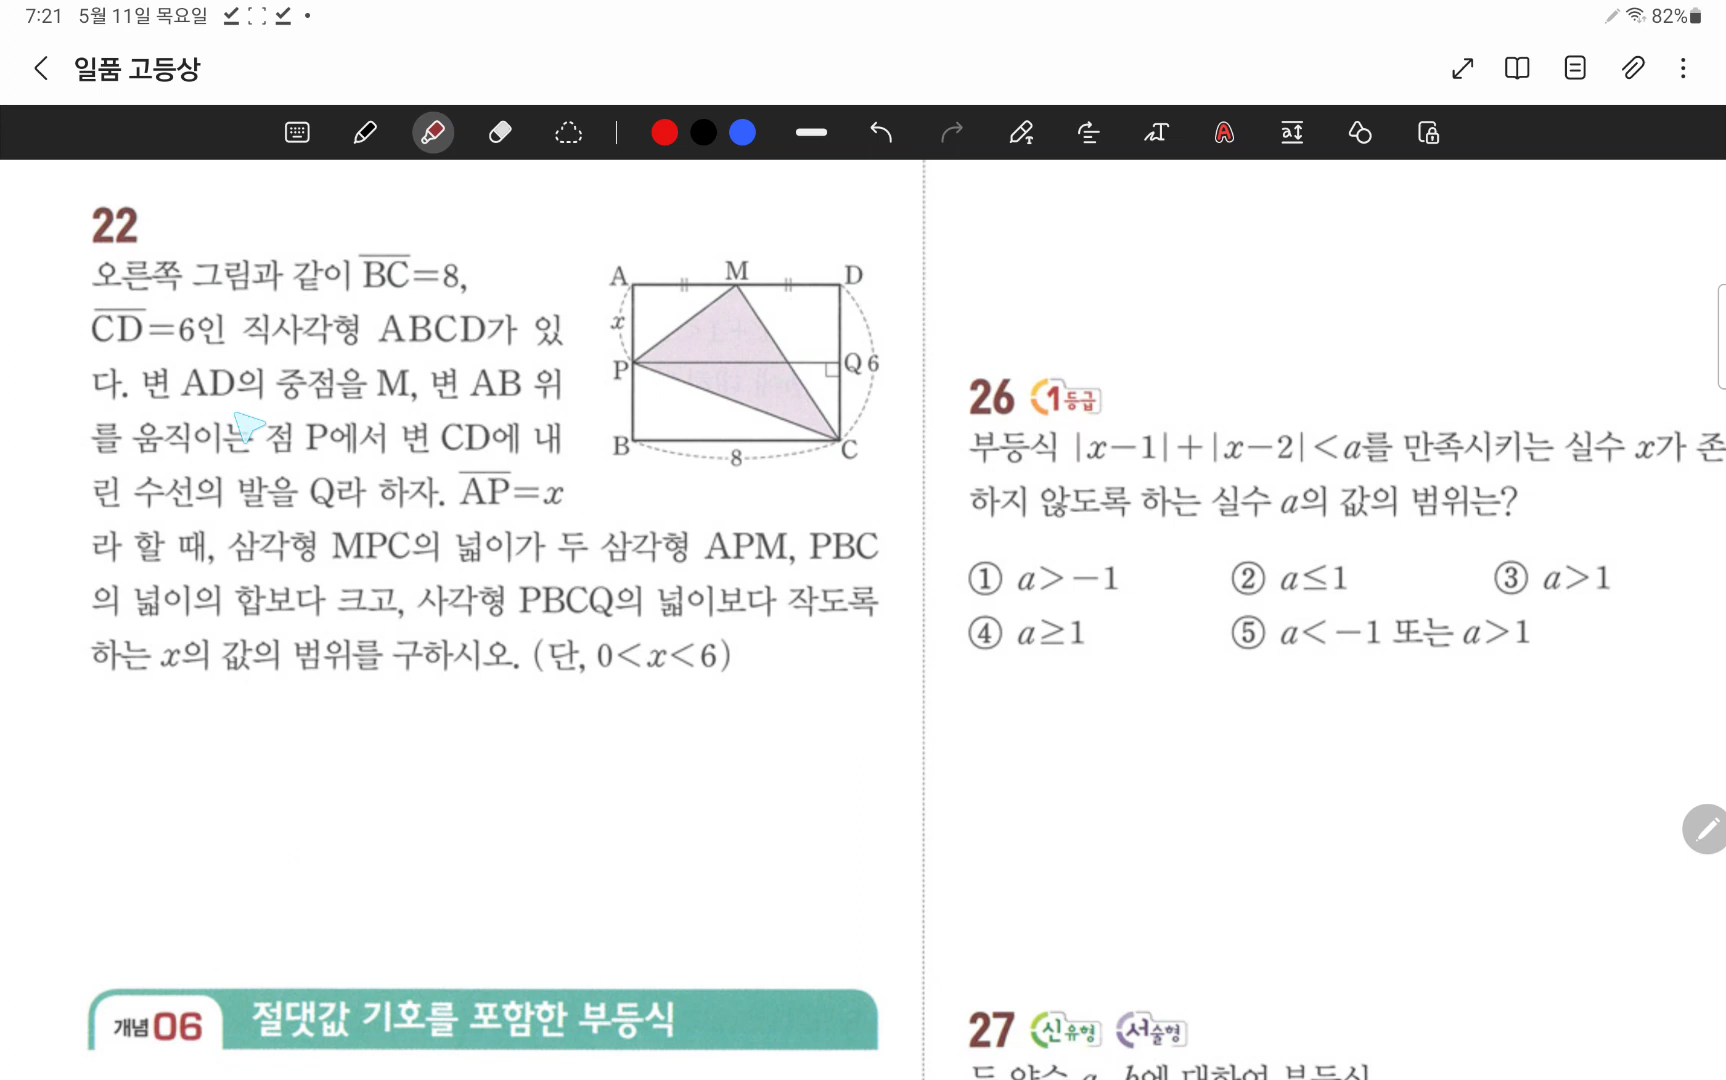 7:21 5월 11일 목요일
82%
일품 고등상
22
오른쪽 그림과 같이 BC=8,
CD=6인 직사각형 ABCD가 있
다. 변 AD의 중점을 M, 변 AB 위
를 움직이는 점 P에서 변 CD에 내
린 수선의 발을 Q라 하자. AP=x
라 할 때, 삼각형 MPC의 넓이가 두 삼각형 APM, PBC
의 넓이의 합보다 크고, 사각형 PBCQ의 넓이보다 작도록
하는 x의 값의 범위를 구하시오. (단, 0<x<6)
A M D
x
P Q 6
B 8 C
개념 06 절댓값 기호를 포함한 부등식
26 1등급
부등식 |x-1|+|x-2|<a를 만족시키는 실수 x가 존
하지 않도록 하는 실수 a의 값의 범위는?
① a>-1 ② a≤1 ③ a>1
④ a≥1 ⑤ a<-1 또는 a>1
27 신유형 서술형
두 양수 a, b에 대하여 부등식